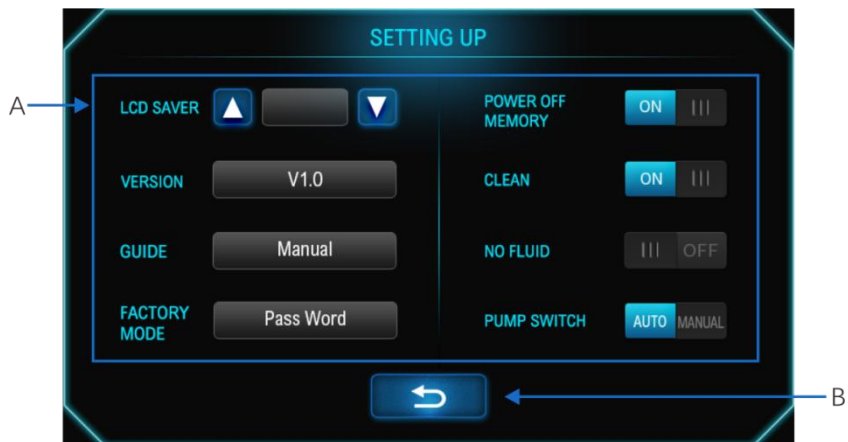 SETTING UP
A
LCD SAVER
VERSION
V1.0
GUIDE
Manual
FACTORY
MODE
Pass Word
POWER OFF
MEMORY
ON
CLEAN
ON
NO FLUID
OFF
PUMP SWITCH
AUTO MANUAL
B